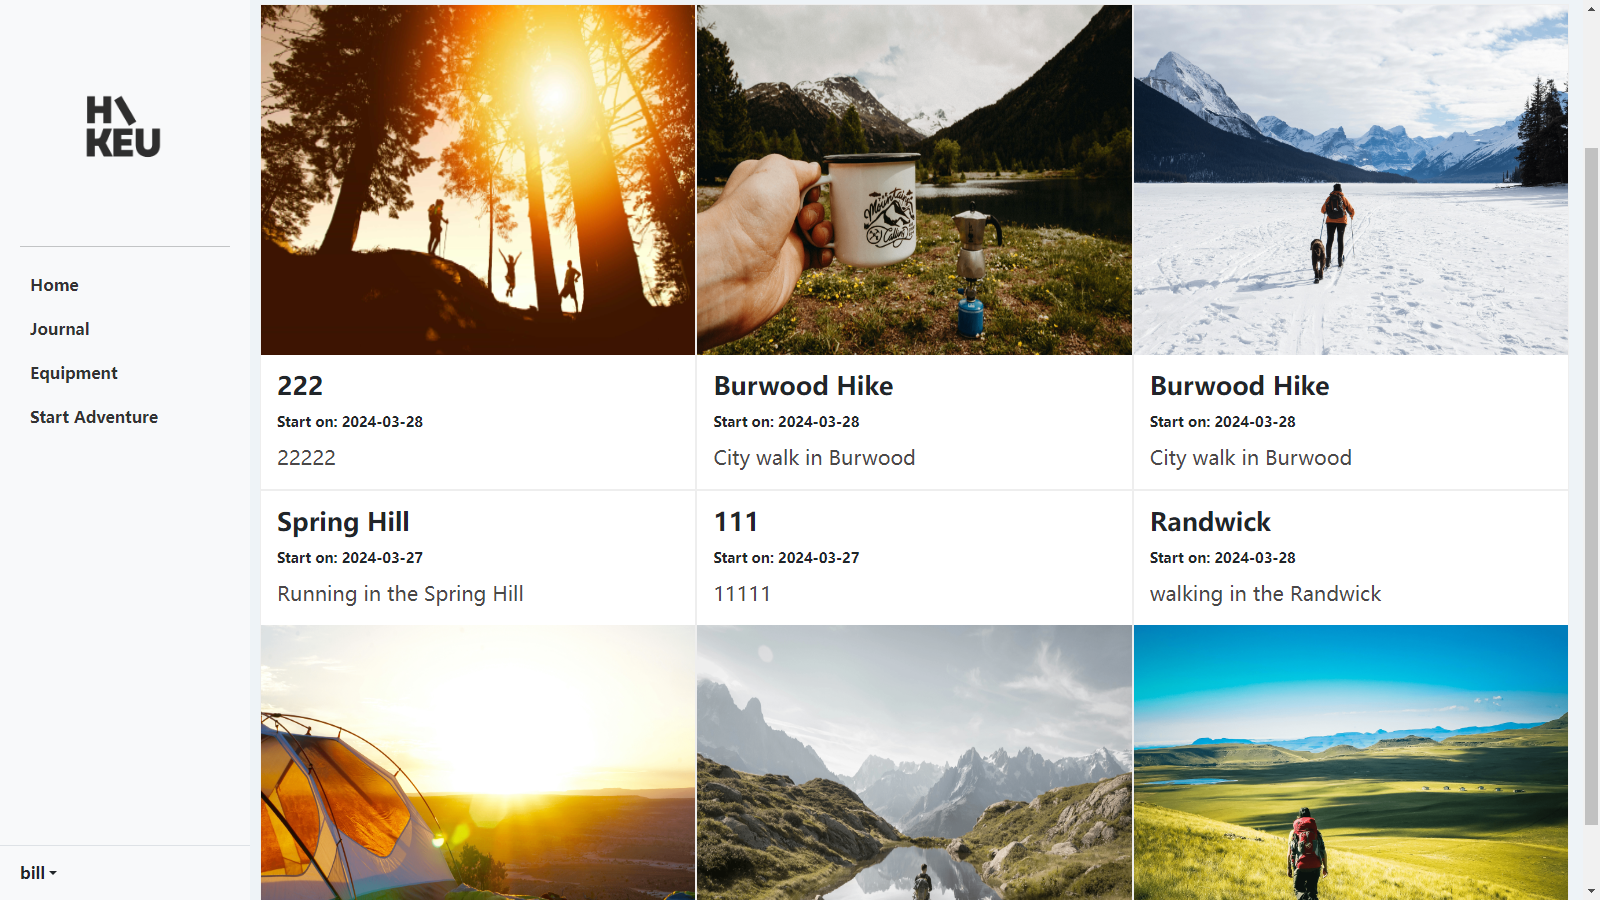 H\
KEU
Home
Journal
Equipment
Start Adventure
bill
Mountains
Calling
222
Start on: 2024-03-28
22222
Burwood Hike
Start on: 2024-03-28
City walk in Burwood
Burwood Hike
Start on: 2024-03-28
City walk in Burwood
Spring Hill
Start on: 2024-03-27
Running in the Spring Hill
111
Start on: 2024-03-27
11111
Randwick
Start on: 2024-03-28
walking in the Randwick